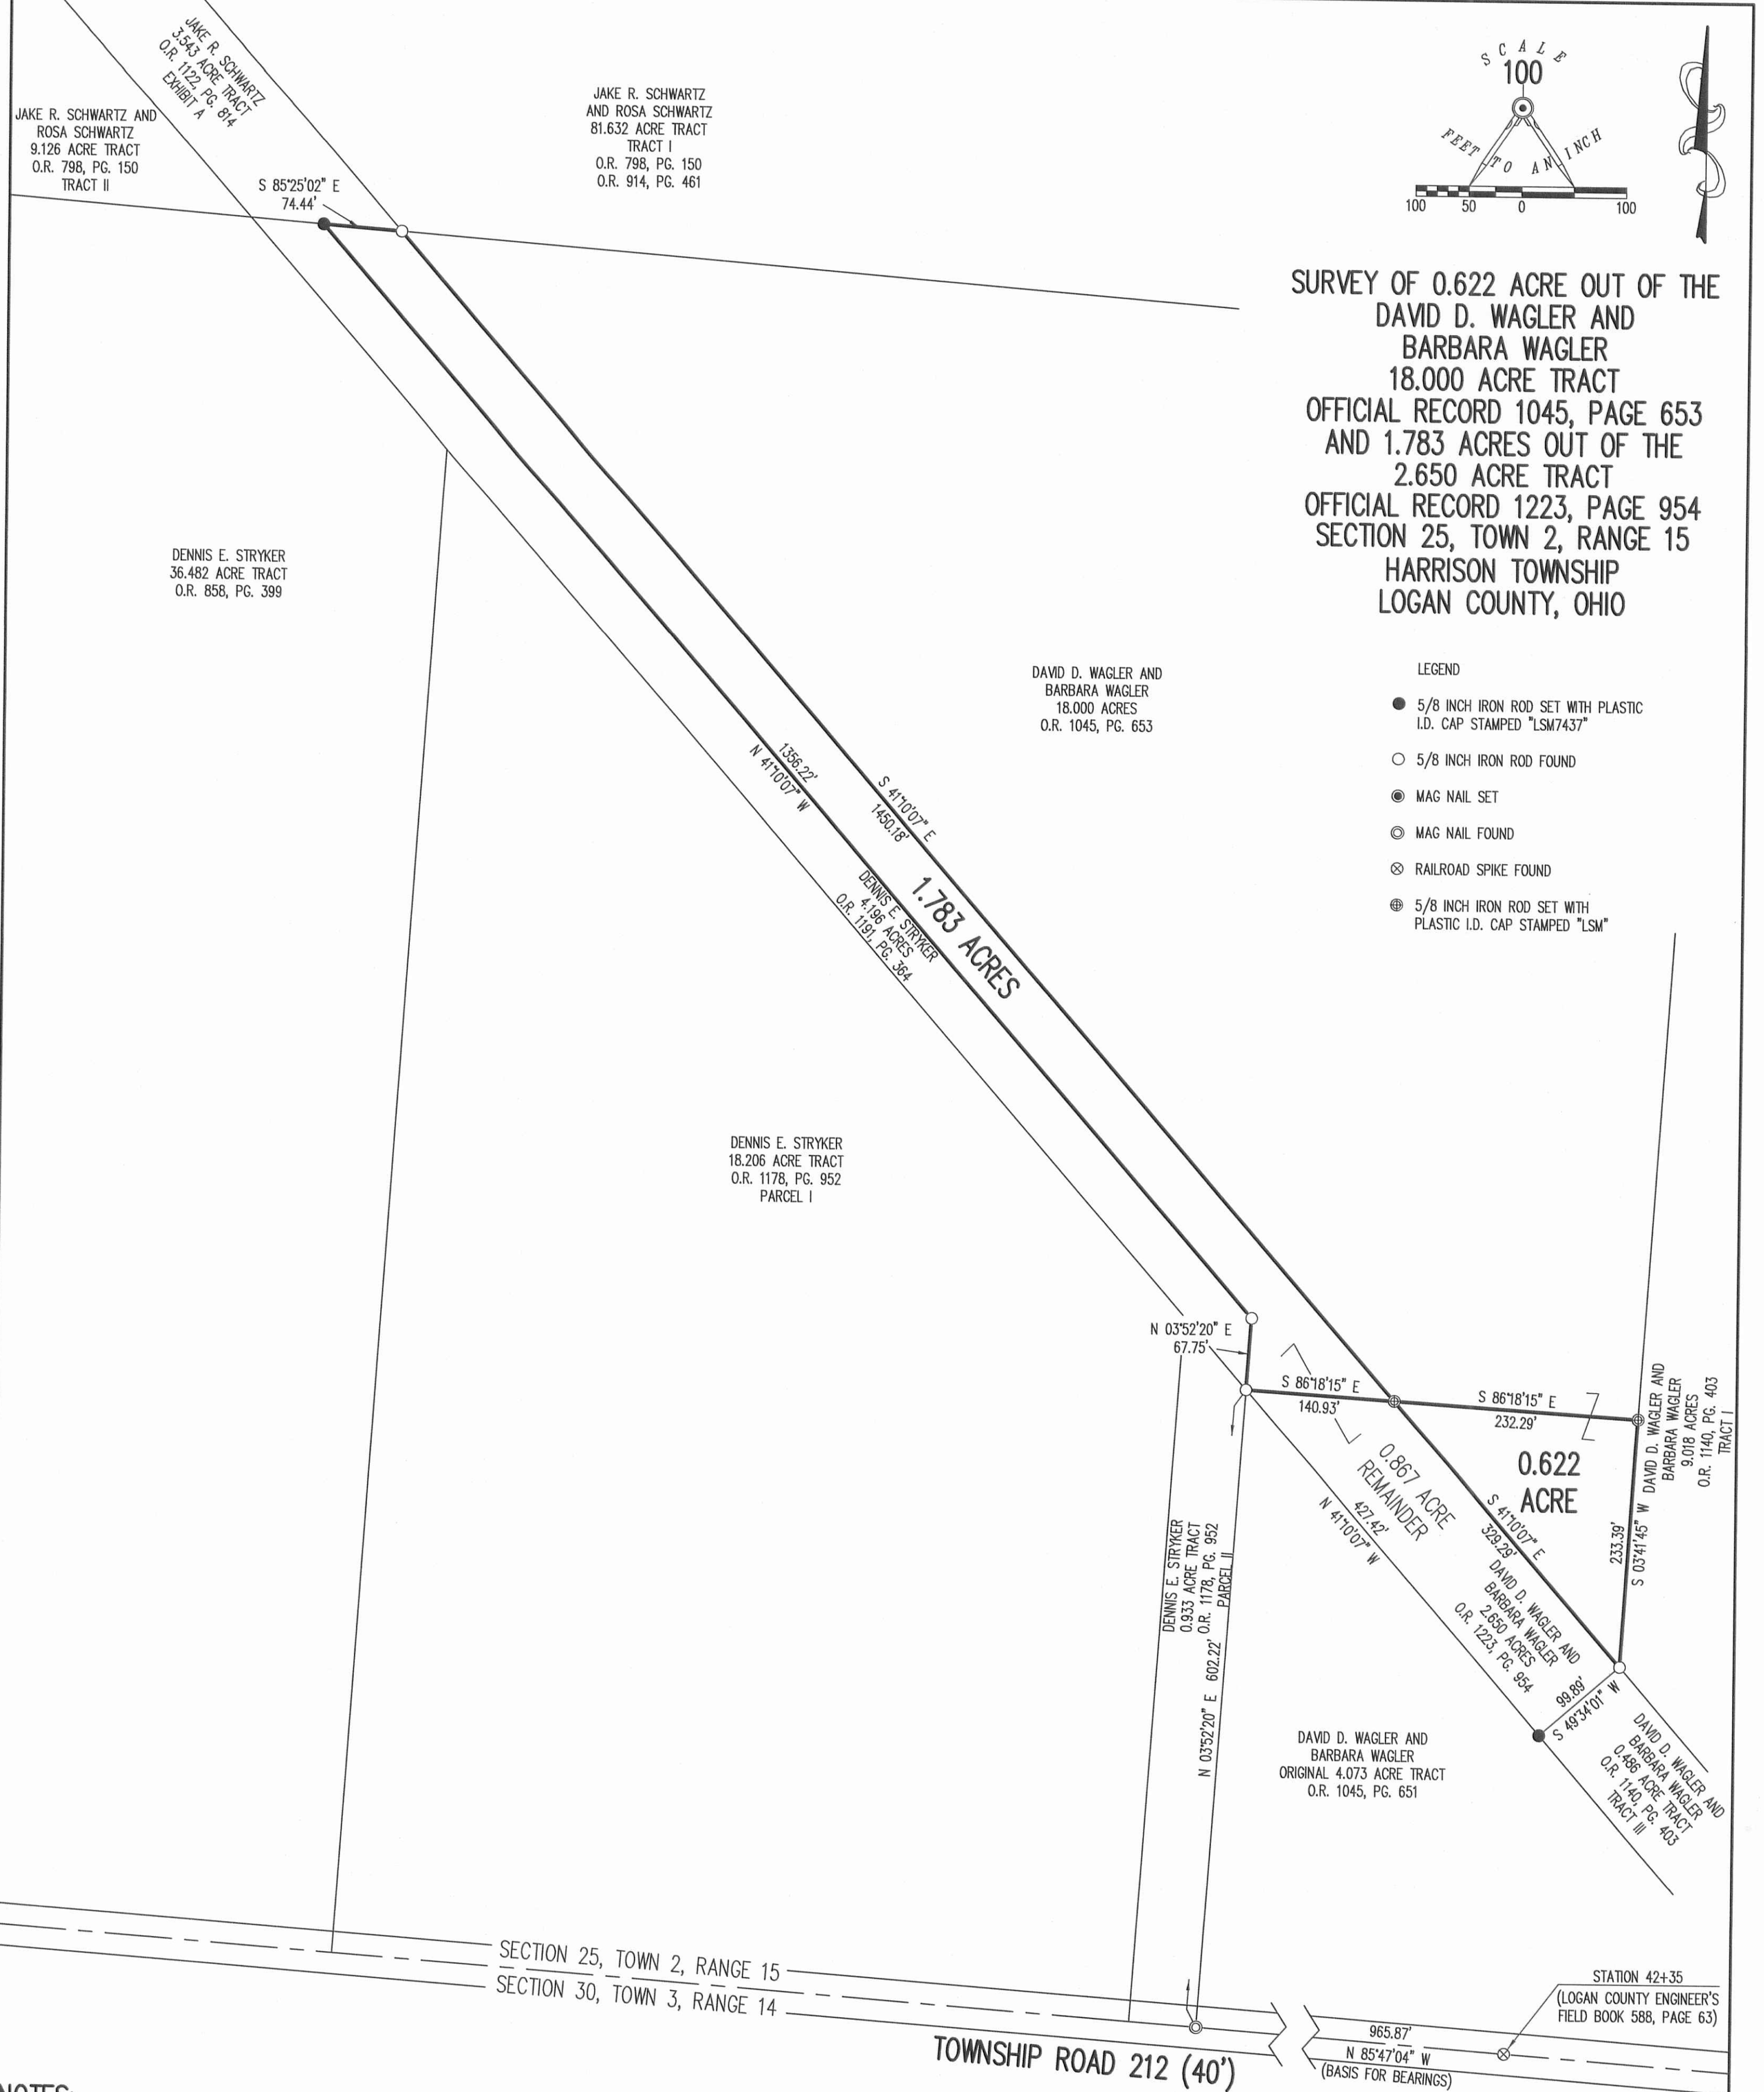 JAKE R. SCHWARTZ
3.543 ACRE TRACT
O.R. 1122, PG. 814
EXHIBIT A
JAKE R. SCHWARTZ AND
ROSA SCHWARTZ
9.126 ACRE TRACT
O.R. 798, PG. 150
TRACT II
S 85°25'02" E
74.44'
JAKE R. SCHWARTZ
AND ROSA SCHWARTZ
81.632 ACRE TRACT
TRACT I
O.R. 798, PG. 150
O.R. 914, PG. 461
SCALE
100
FEET TO AN INCH
100 50 0 100
SURVEY OF 0.622 ACRE OUT OF THE
DAVID D. WAGLER AND
BARBARA WAGLER
18.000 ACRE TRACT
OFFICIAL RECORD 1045, PAGE 653
AND 1.783 ACRES OUT OF THE
2.650 ACRE TRACT
OFFICIAL RECORD 1223, PAGE 954
SECTION 25, TOWN 2, RANGE 15
HARRISON TOWNSHIP
LOGAN COUNTY, OHIO
LEGEND
5/8 INCH IRON ROD SET WITH PLASTIC
I.D. CAP STAMPED "LSM7437"
5/8 INCH IRON ROD FOUND
MAG NAIL SET
MAG NAIL FOUND
RAILROAD SPIKE FOUND
5/8 INCH IRON ROD SET WITH
PLASTIC I.D. CAP STAMPED "LSM"
DENNIS E. STRYKER
36.482 ACRE TRACT
O.R. 858, PG. 399
DAVID D. WAGLER AND
BARBARA WAGLER
18.000 ACRES
O.R. 1045, PG. 653
1356.22'
N 41°10'07" W
S 41°10'07" E
1450.18'
1.783 ACRES
DENNIS E. STRYKER
4.196 ACRES
O.R. 1191, PG. 364
DENNIS E. STRYKER
18.206 ACRE TRACT
O.R. 1178, PG. 952
PARCEL I
N 03°52'20" E
67.75'
S 86°18'15" E
140.93'
S 86°18'15" E
232.29'
0.622
ACRE
0.867 ACRE
REMAINDER
427.42'
N 41°10'07" W
S 41°10'07" E
329.29'
DAVID D. WAGLER AND
BARBARA WAGLER
2.650 ACRES
O.R. 1223, PG. 954
233.39'
S 03°41'45" W
DAVID D. WAGLER AND
BARBARA WAGLER
9.018 ACRES
O.R. 1140, PG. 403
TRACT I
99.89'
S 49°34'01" W
DENNIS E. STRYKER
0.933 ACRE TRACT
O.R. 1178, PG. 952
PARCEL II
N 03°52'20" E 602.22'
DAVID D. WAGLER AND
BARBARA WAGLER
ORIGINAL 4.073 ACRE TRACT
O.R. 1045, PG. 651
DAVID D. WAGLER AND
BARBARA WAGLER
0.486 ACRE TRACT
O.R. 1140, PG. 403
TRACT III
SECTION 25, TOWN 2, RANGE 15
SECTION 30, TOWN 3, RANGE 14
TOWNSHIP ROAD 212 (40')
STATION 42+35
(LOGAN COUNTY ENGINEER'S
FIELD BOOK 588, PAGE 63)
965.87'
N 85°47'04" W
(BASIS FOR BEARINGS)
NOTES: